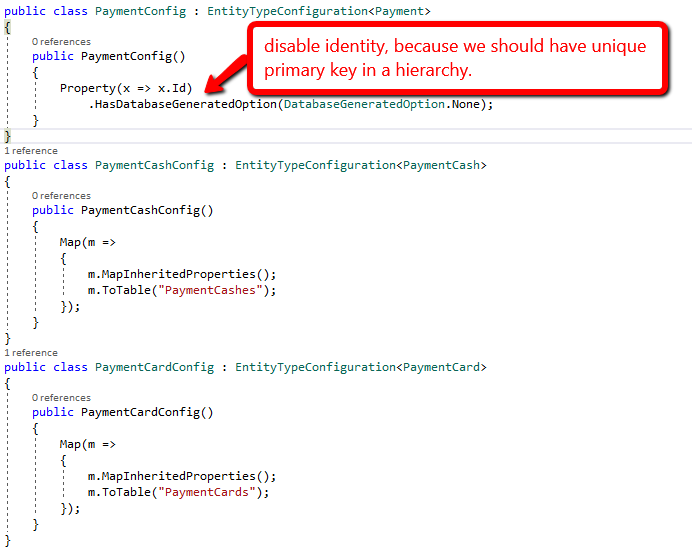 public class PaymentConfig : EntityTypeConfiguration<Payment>
{
0 references
public PaymentConfig()
{
Property(x => x.Id)
.HasDatabaseGeneratedOption(DatabaseGeneratedOption.None);
}
}
disable identity, because we should have unique
primary key in a hierarchy.
1 reference
public class PaymentCashConfig : EntityTypeConfiguration<PaymentCash>
{
0 references
public PaymentCashConfig()
{
Map(m =>
{
m.MapInheritedProperties();
m.ToTable("PaymentCashes");
});
}
}
1 reference
public class PaymentCardConfig : EntityTypeConfiguration<PaymentCard>
{
0 references
public PaymentCardConfig()
{
Map(m =>
{
m.MapInheritedProperties();
m.ToTable("PaymentCards");
});
}
}